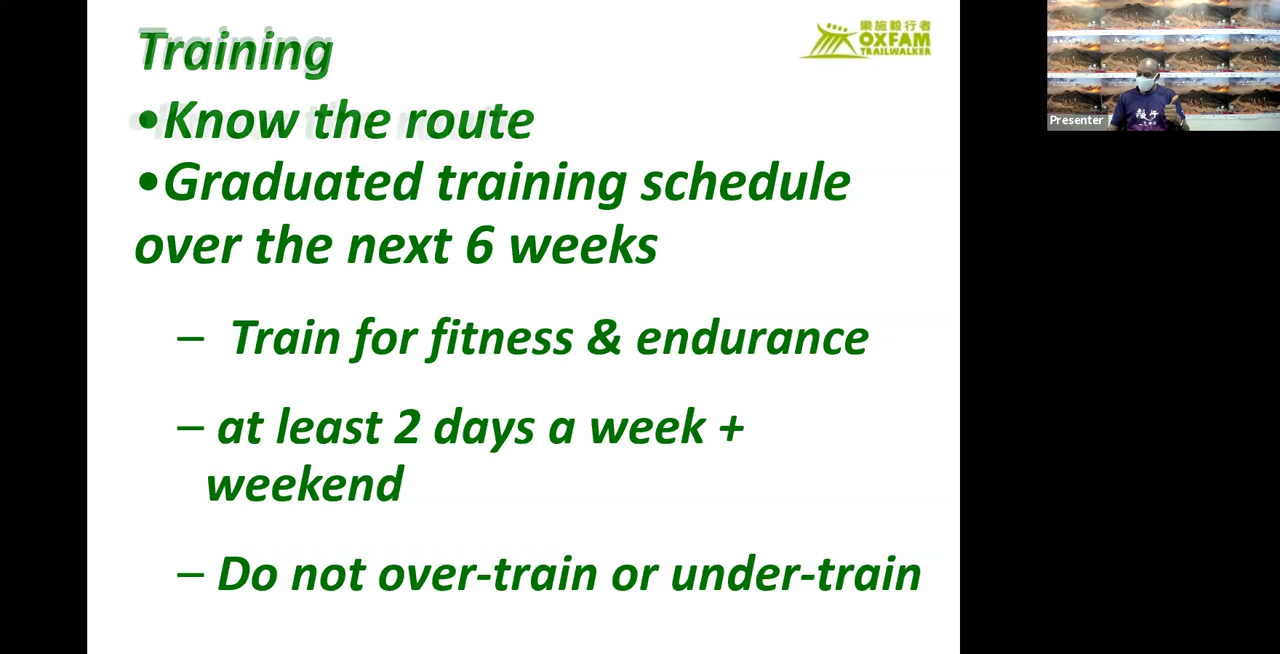 Training
樂施毅行者
OXFAM
TRAILWALKER
•Know the route
•Graduated training schedule
over the next 6 weeks
– Train for fitness & endurance
– at least 2 days a week +
weekend
– Do not over-train or under-train
Presenter